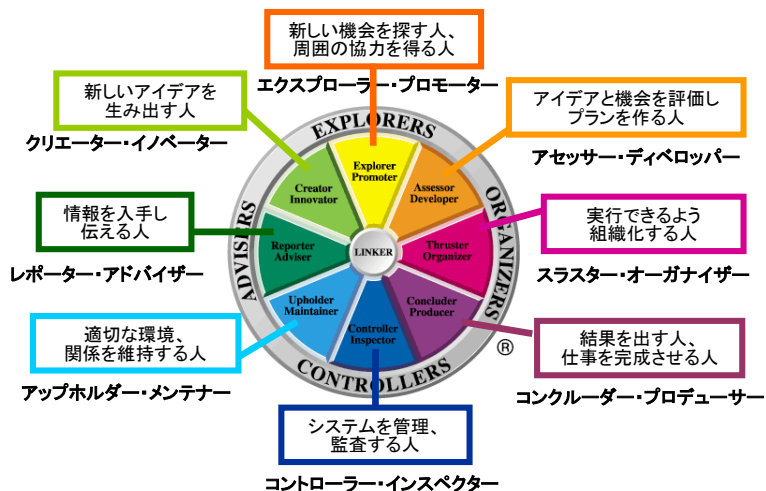 新しい機会を探す人、
周囲の協力を得る人
エクスプローラー・プロモーター
新しいアイデアを
生み出す人
クリエーター・イノベーター
アイデアと機会を評価し
プランを作る人
アセッサー・ディベロッパー
情報を入手し
伝える人
レポーター・アドバイザー
実行できるよう
組織化する人
スラスター・オーガナイザー
適切な環境、
関係を維持する人
アップホルダー・メンテナー
結果を出す人、
仕事を完成させる人
コンクルーダー・プロデューサー
システムを管理、
監査する人
コントローラー・インスペクター
EXPLORERS
ORGANIZERS
CONTROLLERS
ADVISERS
Explorer
Promoter
Assessor
Developer
Thruster
Organizer
Concluder
Producer
Controller
Inspector
Upholder
Maintainer
Reporter
Adviser
Creator
Innovator
LINKER
®